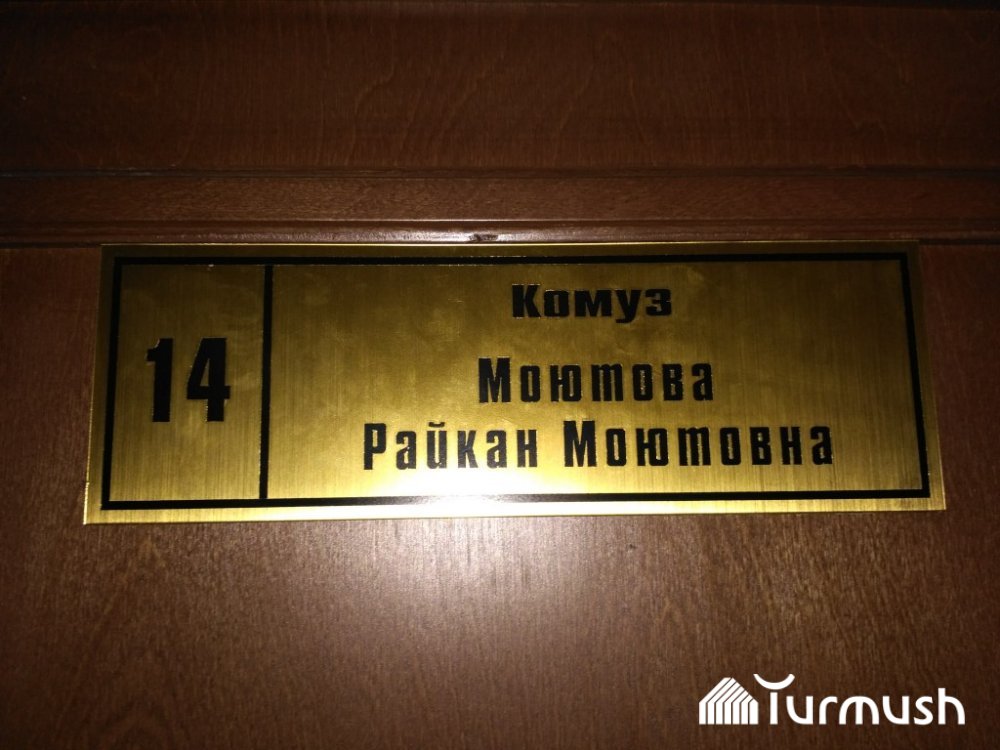 14
Комуз
Моютова
Райкан Моютовна
Turmush